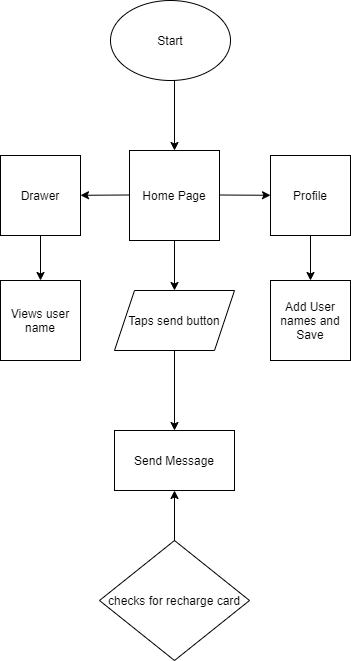 Start
Drawer
Home Page
Profile
Views user
name
Taps send button
Add User
names and
Save
Send Message
checks for recharge card